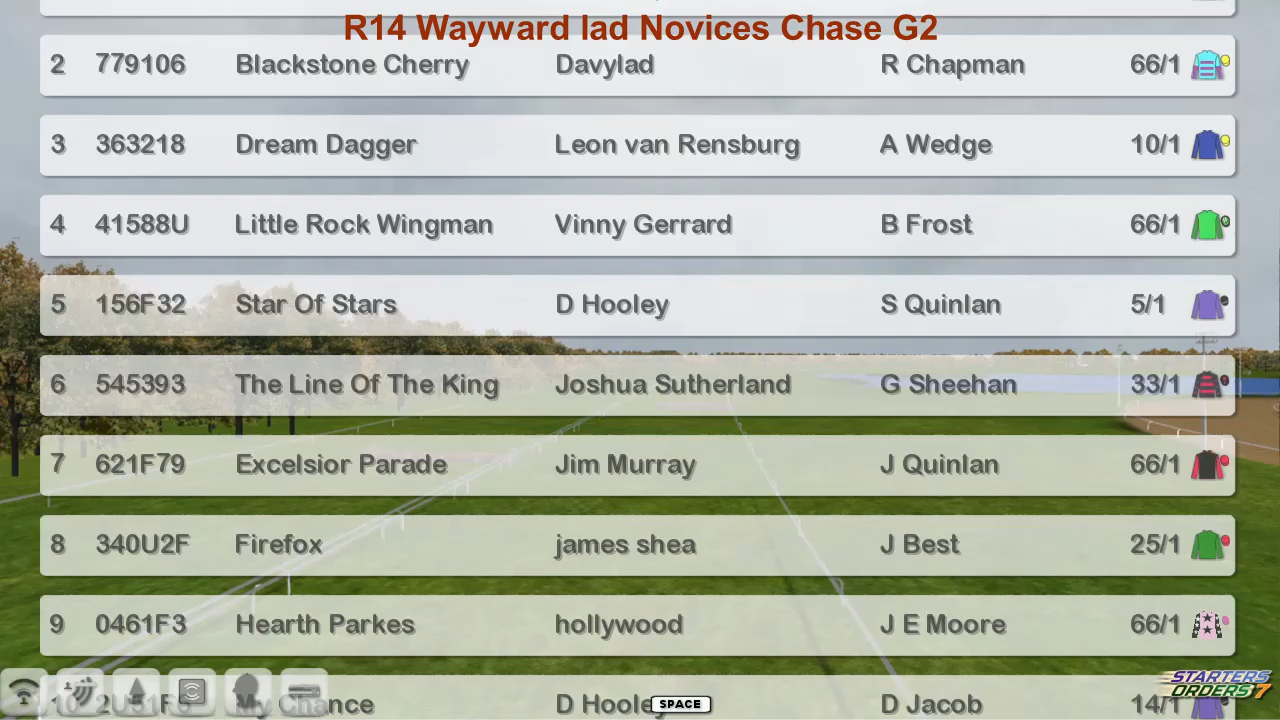 R14 Wayward lad Novices Chase G2
2 779106 Blackstone Cherry Davylad R Chapman 66/1
3 363218 Dream Dagger Leon van Rensburg A Wedge 10/1
4 41588U Little Rock Wingman Vinny Gerrard B Frost 66/1
5 156F32 Star Of Stars D Hooley S Quinlan 5/1
6 545393 The Line Of The King Joshua Sutherland G Sheehan 33/1
7 621F79 Excelsior Parade Jim Murray J Quinlan 66/1
8 340U2F Firefox james shea J Best 25/1
9 0461F3 Hearth Parkes hollywood J E Moore 66/1
10 My Chance D Hooley D Jacob 14/1
SPACE
STARTERS
ORDERS 7